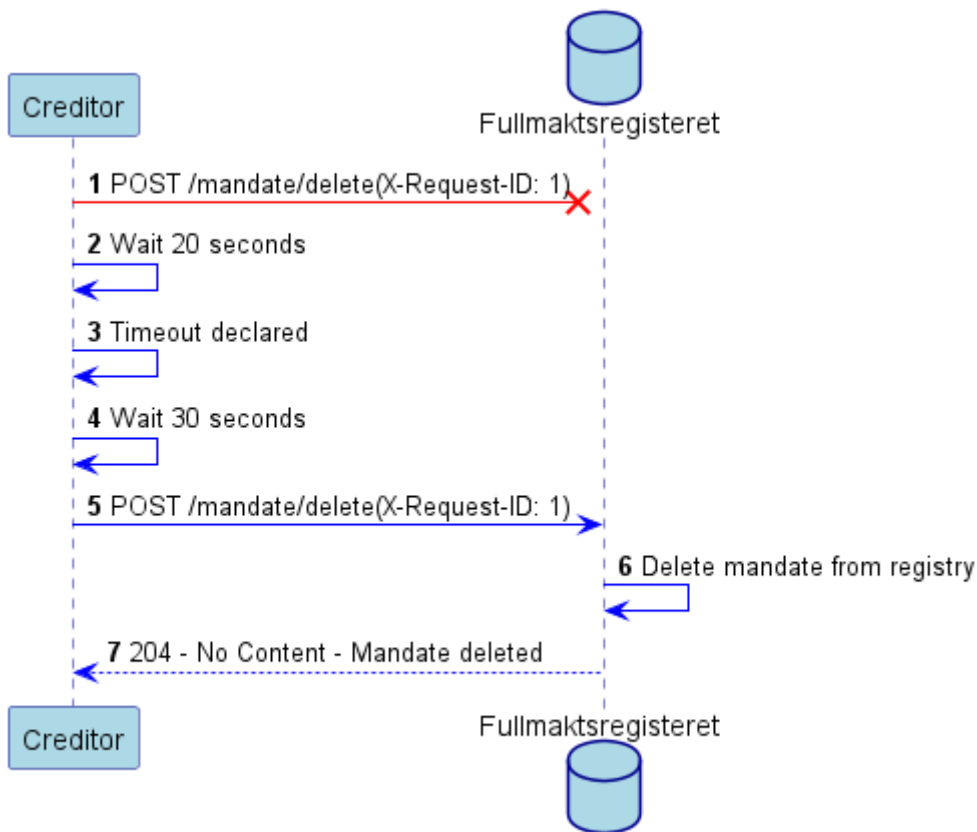 Creditor
Fullmaktsregisteret
1 POST /mandate/delete(X-Request-ID: 1)
2 Wait 20 seconds
3 Timeout declared
4 Wait 30 seconds
5 POST /mandate/delete(X-Request-ID: 1)
6 Delete mandate from registry
7 204 - No Content - Mandate deleted
Creditor
Fullmaktsregisteret